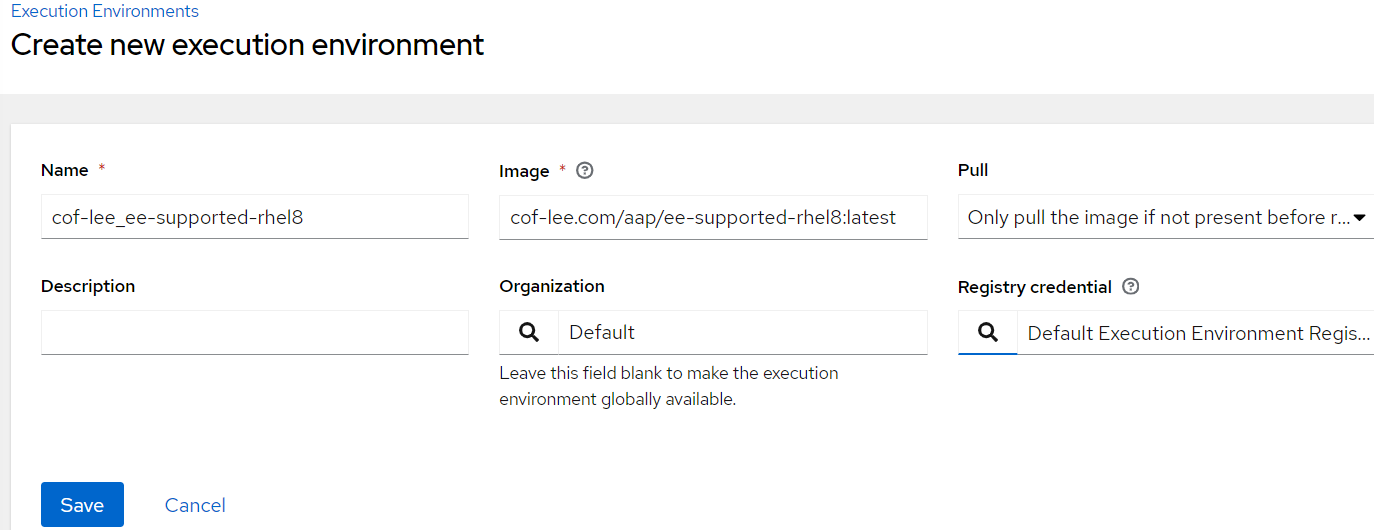 Execution Environments
Create new execution environment
Name *
Image *
Pull
cof-lee_ee-supported-rhel8
cof-lee.com/aap/ee-supported-rhel8:latest
Only pull the image if not present before r...
Description
Organization
Registry credential
Default
Default Execution Environment Regis...
Leave this field blank to make the execution
environment globally available.
Save
Cancel